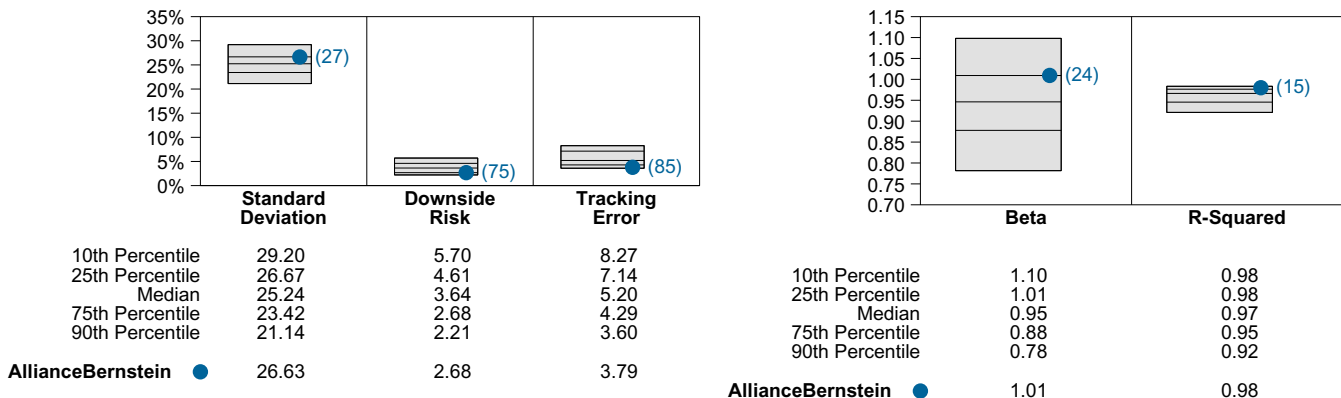 35%
30%
25%
20%
15%
10%
5%
0%
(27)
(75)
(85)
Standard Deviation
Downside Risk
Tracking Error
10th Percentile 29.20 5.70 8.27
25th Percentile 26.67 4.61 7.14
Median 25.24 3.64 5.20
75th Percentile 23.42 2.68 4.29
90th Percentile 21.14 2.21 3.60
AllianceBernstein 26.63 2.68 3.79
1.15
1.10
1.05
1.00
0.95
0.90
0.85
0.80
0.75
0.70
(24)
(15)
Beta R-Squared
10th Percentile 1.10 0.98
25th Percentile 1.01 0.98
Median 0.95 0.97
75th Percentile 0.88 0.95
90th Percentile 0.78 0.92
AllianceBernstein 1.01 0.98